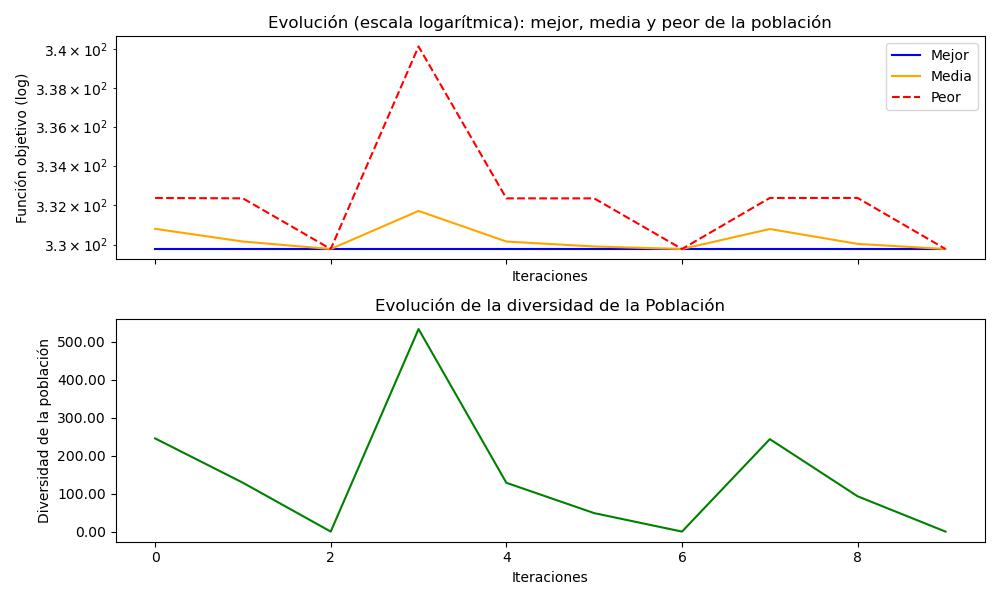 Evolución (escala logarítmica): mejor, media y peor de la población
Función objetivo (log)
3.4 × 10²
3.38 × 10²
3.36 × 10²
3.34 × 10²
3.32 × 10²
3.3 × 10²
Mejor
Media
Peor
Iteraciones
Evolución de la diversidad de la Población
Diversidad de la población
500.00
400.00
300.00
200.00
100.00
0.00
0 2 4 6 8
Iteraciones